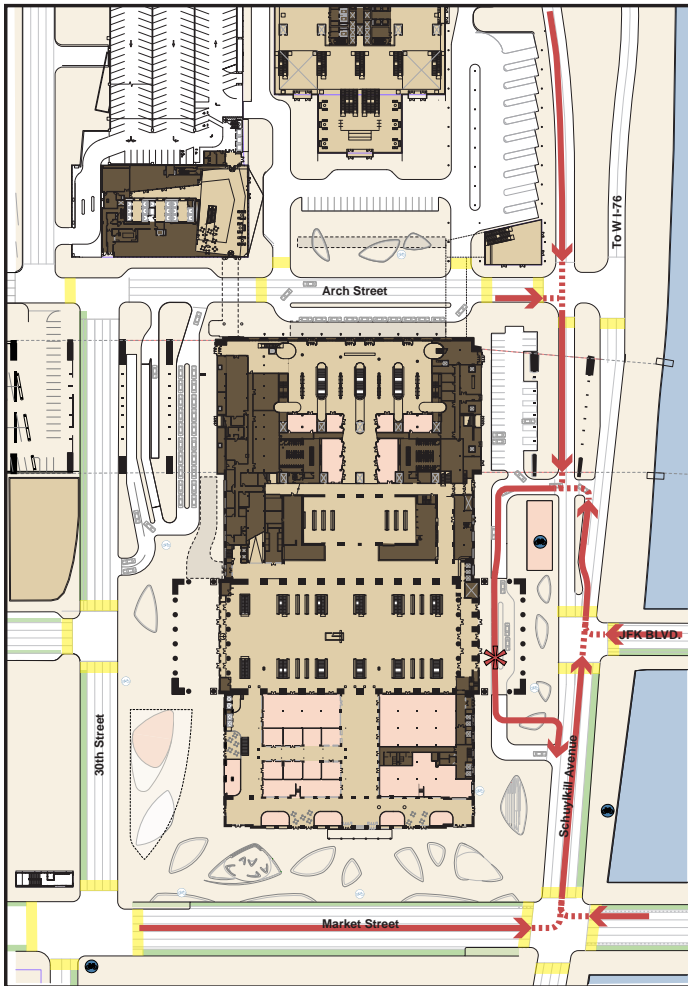 To W I-76
Arch Street
JFK BLVD.
30th Street
Schuylkill Avenue
Market Street